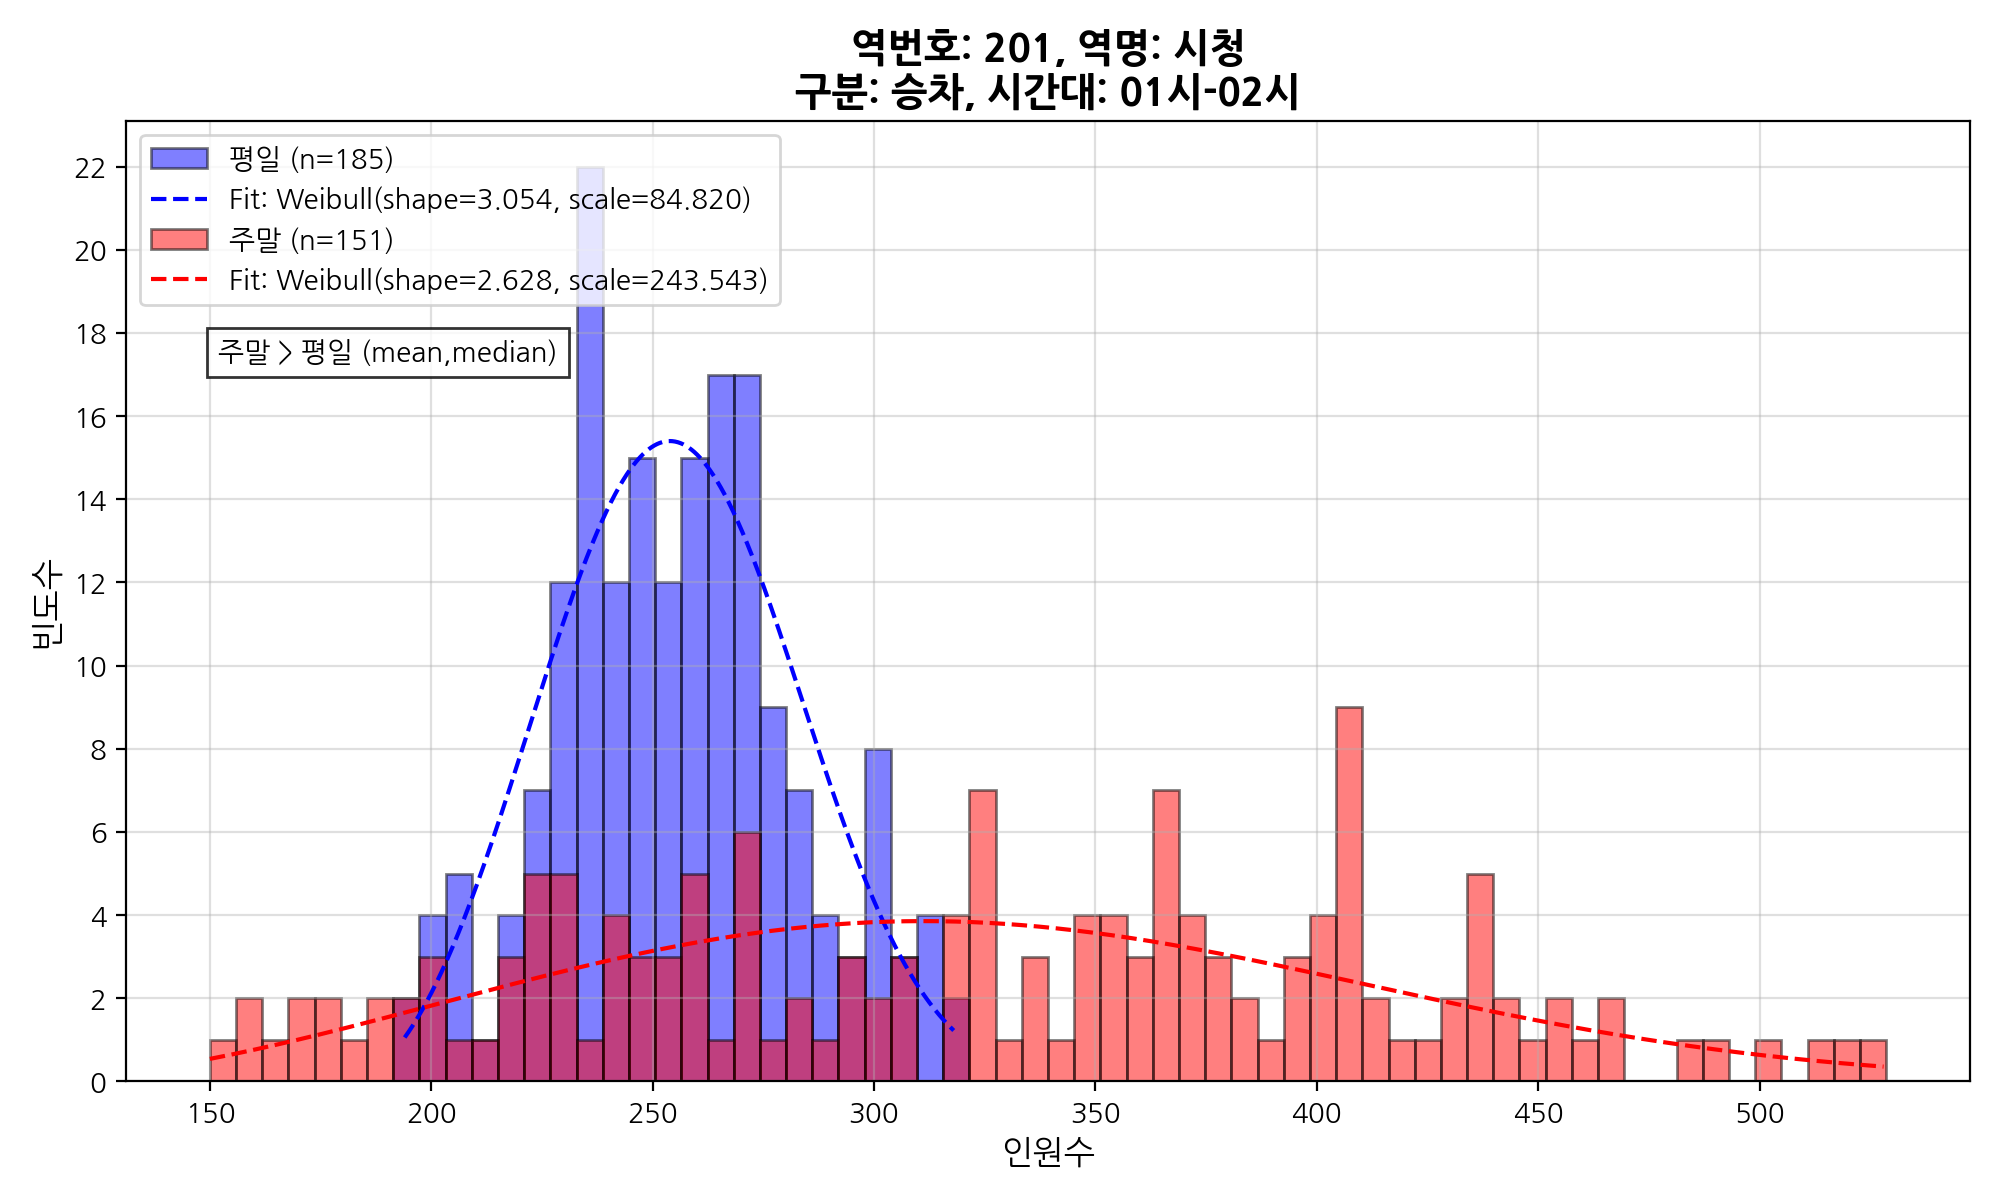 역번호: 201, 역명: 시청
구분: 승차, 시간대: 01시-02시
평일 (n=185)
Fit: Weibull(shape=3.054, scale=84.820)
주말 (n=151)
Fit: Weibull(shape=2.628, scale=243.543)
주말 > 평일 (mean,median)
빈도수
22
20
18
16
14
12
10
8
6
4
2
0
150 200 250 300 350 400 450 500
인원수